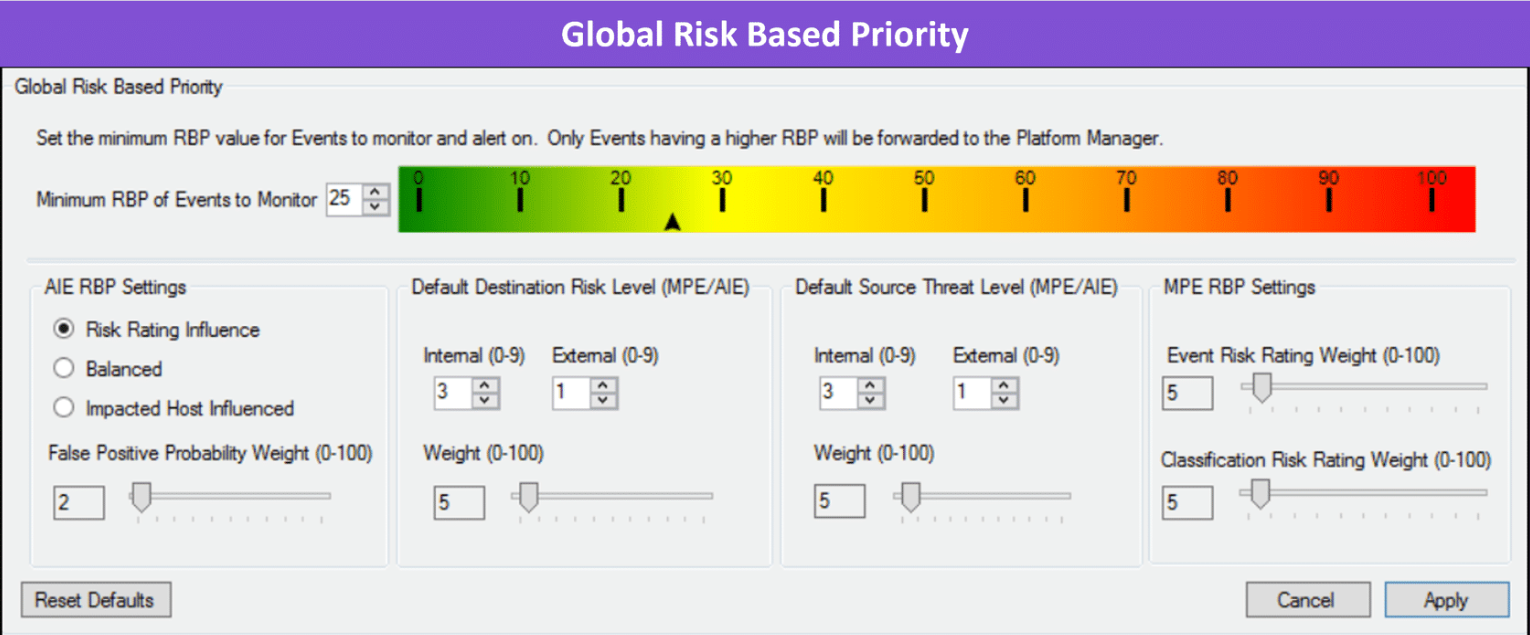 Global Risk Based Priority
Global Risk Based Priority
Set the minimum RBP value for Events to monitor and alert on.  Only Events having a higher RBP will be forwarded to the Platform Manager.
Minimum RBP of Events to Monitor 25
0 10 20 30 40 50 60 70 80 90 100
AIE RBP Settings
Risk Rating Influence
Balanced
Impacted Host Influenced
False Positive Probability Weight (0-100)
2
Default Destination Risk Level (MPE/AIE)
Internal (0-9) External (0-9)
3 1
Weight (0-100)
5
Default Source Threat Level (MPE/AIE)
Internal (0-9) External (0-9)
3 1
Weight (0-100)
5
MPE RBP Settings
Event Risk Rating Weight (0-100)
5
Classification Risk Rating Weight (0-100)
5
Reset Defaults Cancel Apply